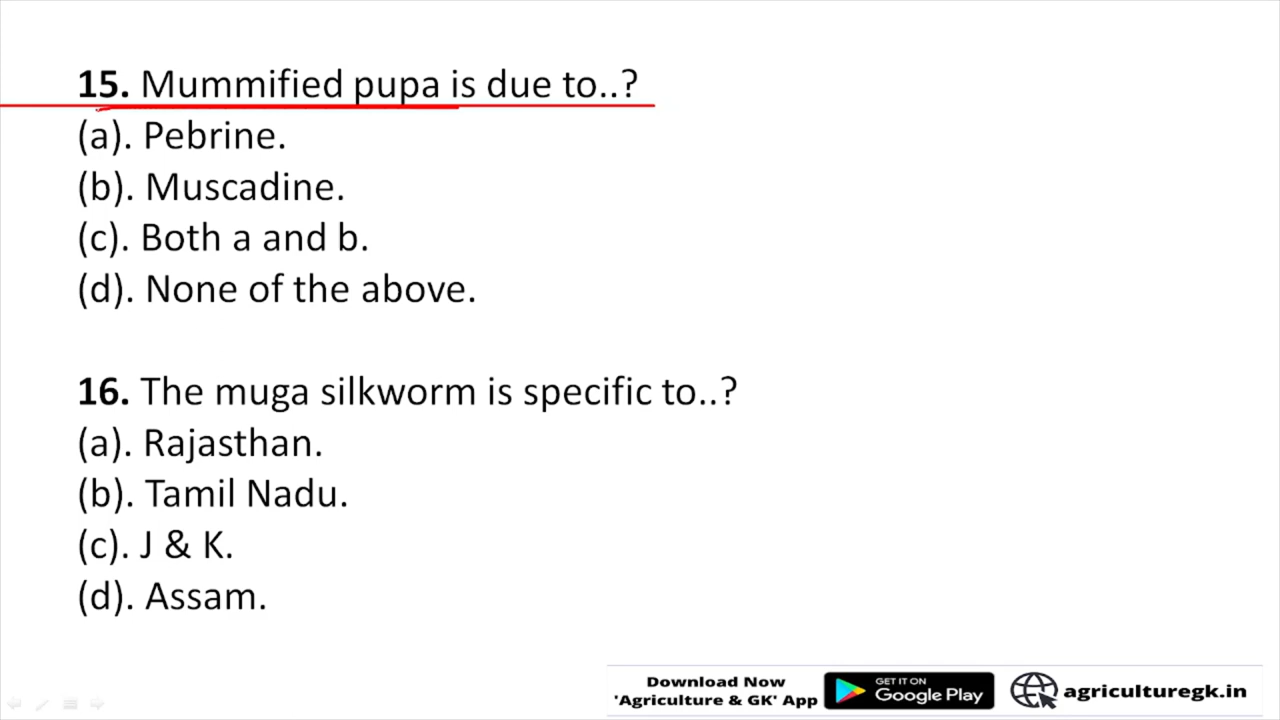 15. Mummified pupa is due to..?
(a). Pebrine.
(b). Muscadine.
(c). Both a and b.
(d). None of the above.
16. The muga silkworm is specific to..?
(a). Rajasthan.
(b). Tamil Nadu.
(c). J & K.
(d). Assam.
Download Now
'Agriculture & GK' App
GET IT ON
Google Play
agriculturegk.in